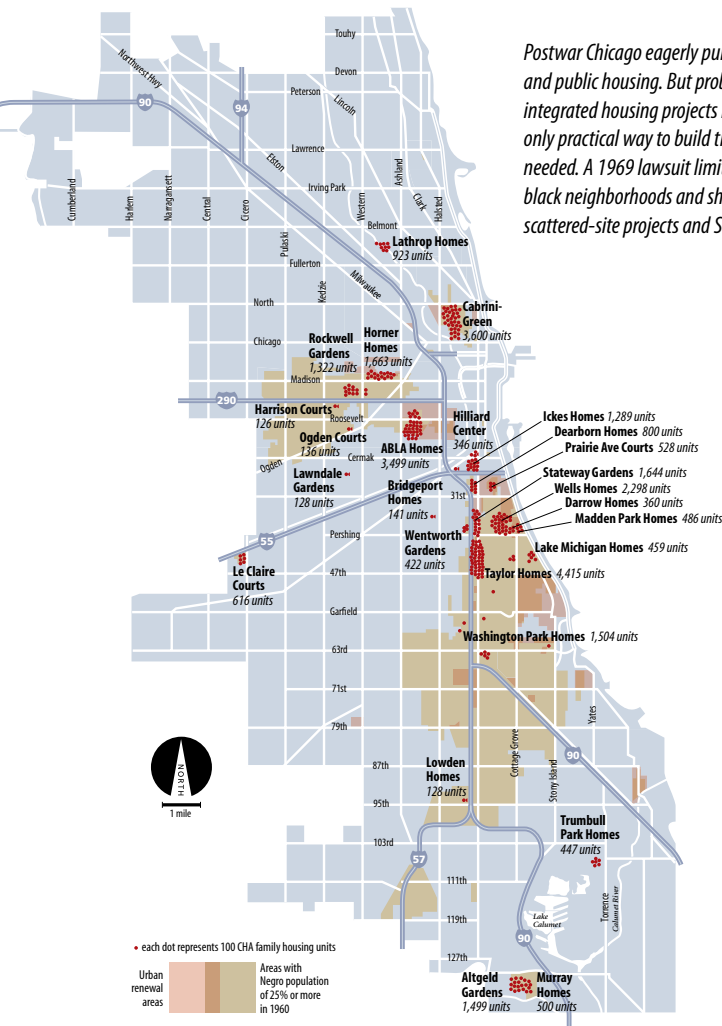 Postwar Chicago eagerly pur
and public housing. But prob
integrated housing projects
only practical way to build th
needed. A 1969 lawsuit limit
black neighborhoods and sh
scattered-site projects and S
Touhy
Devon
Northwest Hwy
Peterson
Lincoln
90
94
Lawrence
Elston
Ashland
Irving Park
Clark
Cumberland
Harlem
Narragansett
Central
Cicero
Western
Halsted
Pulaski
Belmont
Lathrop Homes
923 units
Fullerton
Kedzie
Milwaukee
North
Cabrini-
Green
3,600 units
Chicago
Rockwell
Gardens
1,322 units
Horner
Homes
1,663 units
Madison
290
Harrison Courts
126 units
Roosevelt
Ogden Courts
136 units
ABLA Homes
3,499 units
Hilliard
Center
346 units
Ickes Homes 1,289 units
Dearborn Homes 800 units
Prairie Ave Courts 528 units
Ogden
Cermak
Lawndale
Gardens
128 units
Bridgeport
Homes
141 units
31st
Stateway Gardens 1,644 units
Wells Homes 2,298 units
Darrow Homes 360 units
Madden Park Homes 486 units
55
Pershing
Wentworth
Gardens
422 units
Lake Michigan Homes 459 units
Le Claire
Courts
616 units
47th
Taylor Homes 4,415 units
Garfield
Washington Park Homes 1,504 units
63rd
71st
Yates
79th
Cottage Grove
90
Stony Island
NORTH
1 mile
87th
Lowden
Homes
128 units
95th
103rd
Trumbull
Park Homes
447 units
57
111th
Torrence
Calumet River
119th
Lake
Calumet
90
127th
each dot represents 100 CHA family housing units
Urban
renewal
areas
Areas with
Negro population
of 25% or more
in 1960
Altgeld
Gardens
1,499 units
Murray
Homes
500 units